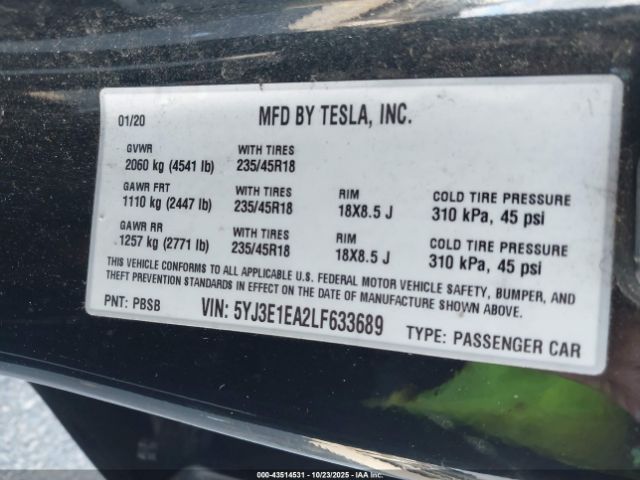 01/20 MFD BY TESLA, INC.
GVWR WITH TIRES
2060 kg (4541 lb) 235/45R18
GAWR FRT WITH TIRES RIM COLD TIRE PRESSURE
1110 kg (2447 lb) 235/45R18 18X8.5 J 310 kPa, 45 psi
GAWR RR WITH TIRES RIM COLD TIRE PRESSURE
1257 kg (2771 lb) 235/45R18 18X8.5 J 310 kPa, 45 psi
THIS VEHICLE CONFORMS TO ALL APPLICABLE U.S. FEDERAL MOTOR VEHICLE SAFETY, BUMPER, AND
THEFT PREVENTION STANDARDS IN EFFECT ON THE DATE OF MANUFACTURE SHOWN ABOVE.
PNT: PBSB VIN: 5YJ3E1EA2LF633689 TYPE: PASSENGER CAR
000-43514531 - 10/23/2025 - IAAI.COM